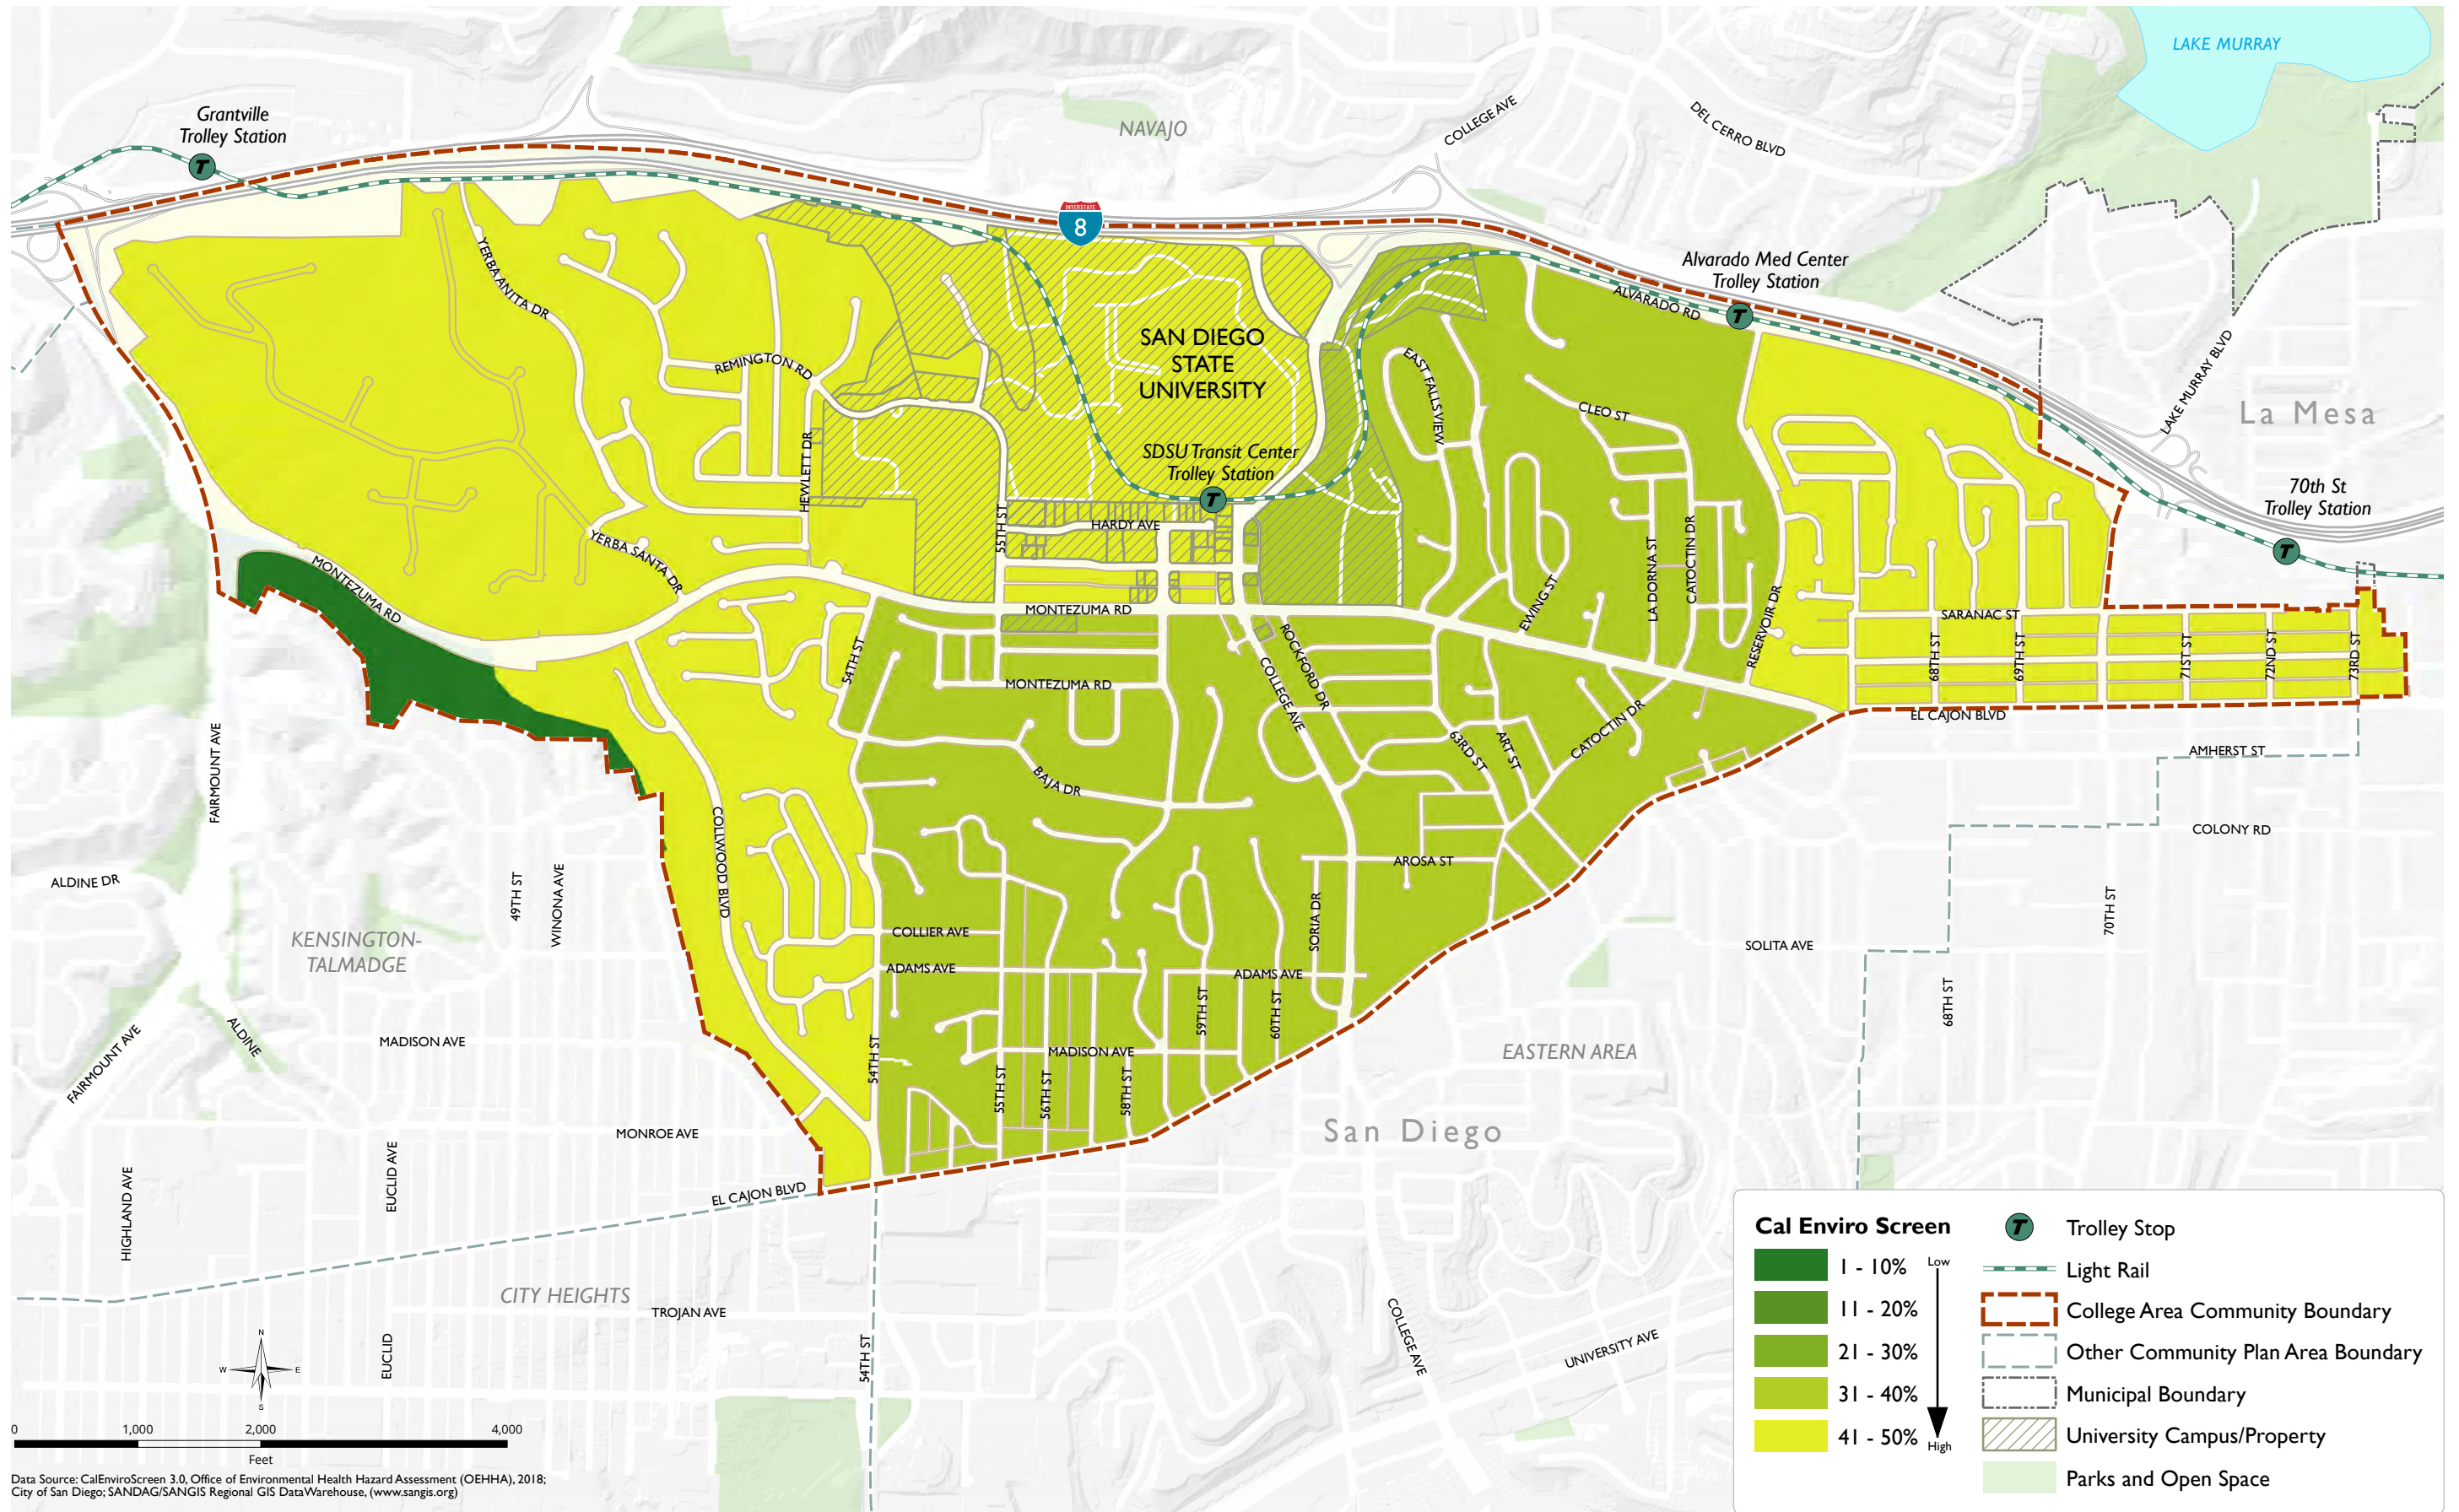 LAKE MURRAY
Grantville
Trolley Station
NAVAJO
COLLEGE AVE
DEL CERRO BLVD
INTERSTATE
8
Alvarado Med Center
Trolley Station
ALVARADO RD
YERBA ANITA DR
REMINGTON RD
SAN DIEGO
STATE
UNIVERSITY
EAST FALLS VIEW
CLEO ST
LAKE MURRAY BLVD
La Mesa
HEWLETT DR
SDSU Transit Center
Trolley Station
70th St
Trolley Station
55TH ST
HARDY AVE
LA DORNA ST
CATOCTIN DR
YERBA SANTA DR
MONTEZUMA RD
MONTEZUMA RD
EWING ST
RESERVOIR DR
SARANAC ST
68TH ST
69TH ST
71ST ST
72ND ST
73RD ST
54TH ST
MONTEZUMA RD
COLLEGE AVE
ROCKFORD DR
EL CAJON BLVD
FAIRMOUNT AVE
63RD ST
ART ST
CATOCTIN DR
AMHERST ST
BAJA DR
COLLWOOD BLVD
COLONY RD
ALDINE DR
49TH ST
WINONA AVE
AROSA ST
SORIA DR
70TH ST
KENSINGTON-
TALMADGE
COLLIER AVE
SOLITA AVE
ADAMS AVE
ADAMS AVE
59TH ST
60TH ST
68TH ST
FAIRMOUNT AVE
ALDINE
MADISON AVE
54TH ST
MADISON AVE
EASTERN AREA
55TH ST
56TH ST
58TH ST
MONROE AVE
San Diego
HIGHLAND AVE
EUCLID AVE
EL CAJON BLVD
CITY HEIGHTS
TROJAN AVE
EUCLID
54TH ST
COLLEGE AVE
UNIVERSITY AVE
Cal Enviro Screen
1 - 10%
11 - 20%
21 - 30%
31 - 40%
41 - 50%
Low
High
Trolley Stop
Light Rail
College Area Community Boundary
Other Community Plan Area Boundary
Municipal Boundary
University Campus/Property
Parks and Open Space
N
W
E
S
0 1,000 2,000 4,000
Feet
Data Source: CalEnviroScreen 3.0, Office of Environmental Health Hazard Assessment (OEHHA), 2018;
City of San Diego; SANDAG/SANGIS Regional GIS DataWarehouse, (www.sangis.org)
T
T
T
T
T